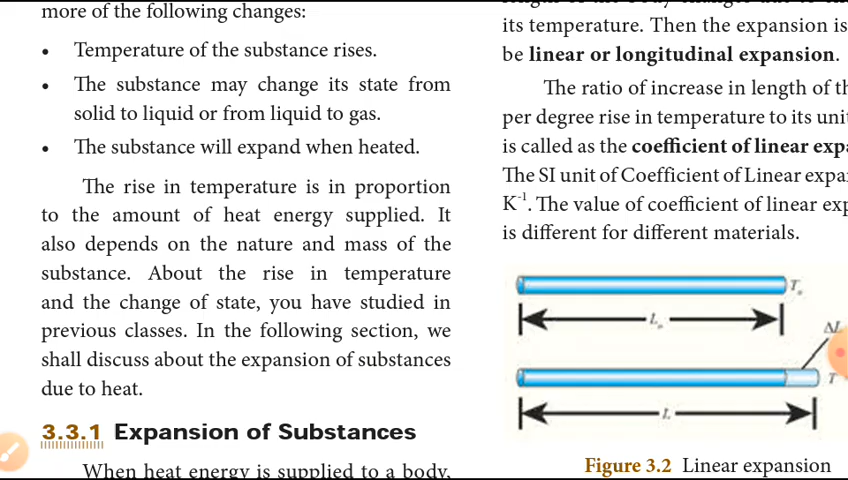 more of the following changes:
• Temperature of the substance rises.
• The substance may change its state from
solid to liquid or from liquid to gas.
• The substance will expand when heated.
The rise in temperature is in proportion
to the amount of heat energy supplied. It
also depends on the nature and mass of the
substance. About the rise in temperature
and the change of state, you have studied in
previous classes. In the following section, we
shall discuss about the expansion of substances
due to heat.
3.3.1 Expansion of Substances
When heat energy is supplied to a body,
its temperature. Then the expansion is
be linear or longitudinal expansion.
The ratio of increase in length of th
per degree rise in temperature to its unit
is called as the coefficient of linear expa
The SI unit of Coefficient of Linear expa
K⁻¹. The value of coefficient of linear exp
is different for different materials.
Tₒ
Lₒ
ΔL
T
L
Figure 3.2 Linear expansion